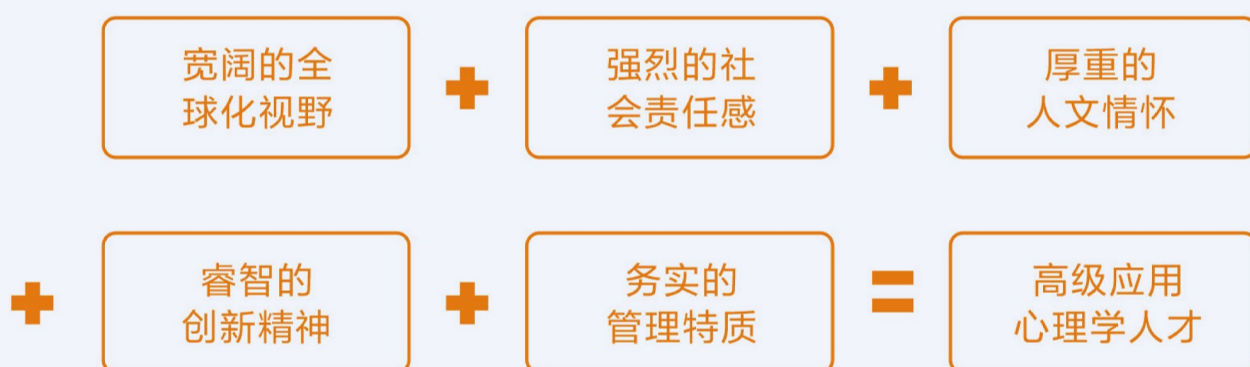 宽阔的全
球化视野
+
强烈的社
会责任感
+
厚重的
人文情怀
+
睿智的
创新精神
+
务实的
管理特质
=
高级应用
心理学人才